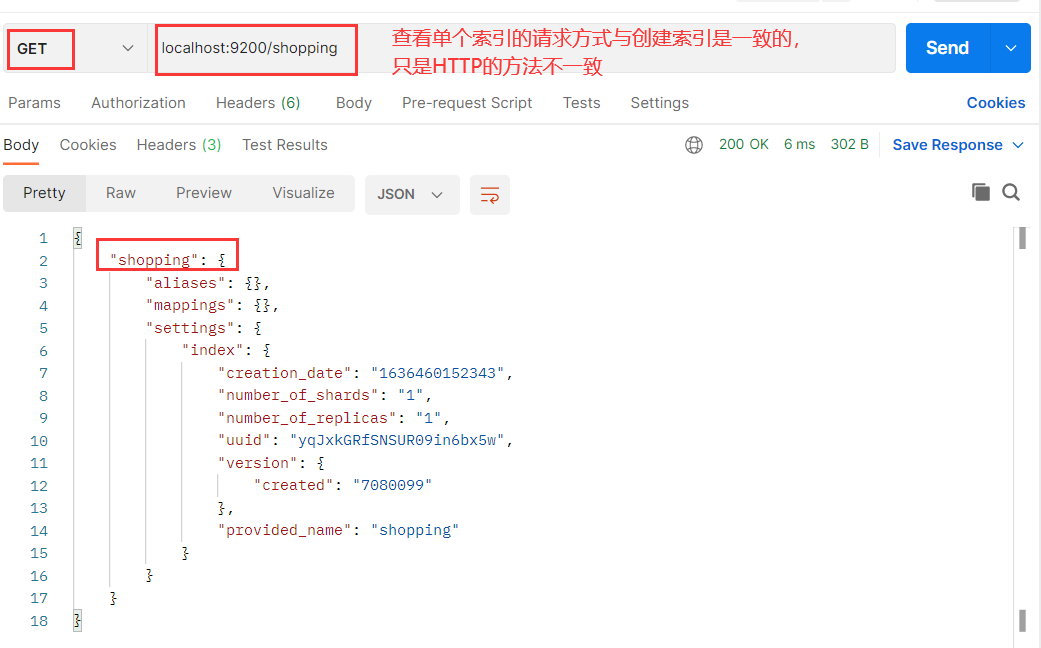 GET localhost:9200/shopping 查看单个索引的请求方式与创建索引是一致的, Send
只是HTTP的方法不一致
Params Authorization Headers (6) Body Pre-request Script Tests Settings Cookies
Body Cookies Headers (3) Test Results 200 OK 6 ms 302 B Save Response
Pretty Raw Preview Visualize JSON
1 {
2 "shopping": {
3 "aliases": {},
4 "mappings": {},
5 "settings": {
6 "index": {
7 "creation_date": "1636460152343",
8 "number_of_shards": "1",
9 "number_of_replicas": "1",
10 "uuid": "yqJxkGRfSNSUR09in6bx5w",
11 "version": {
12 "created": "7080099"
13 },
14 "provided_name": "shopping"
15 }
16 }
17 }
18 }